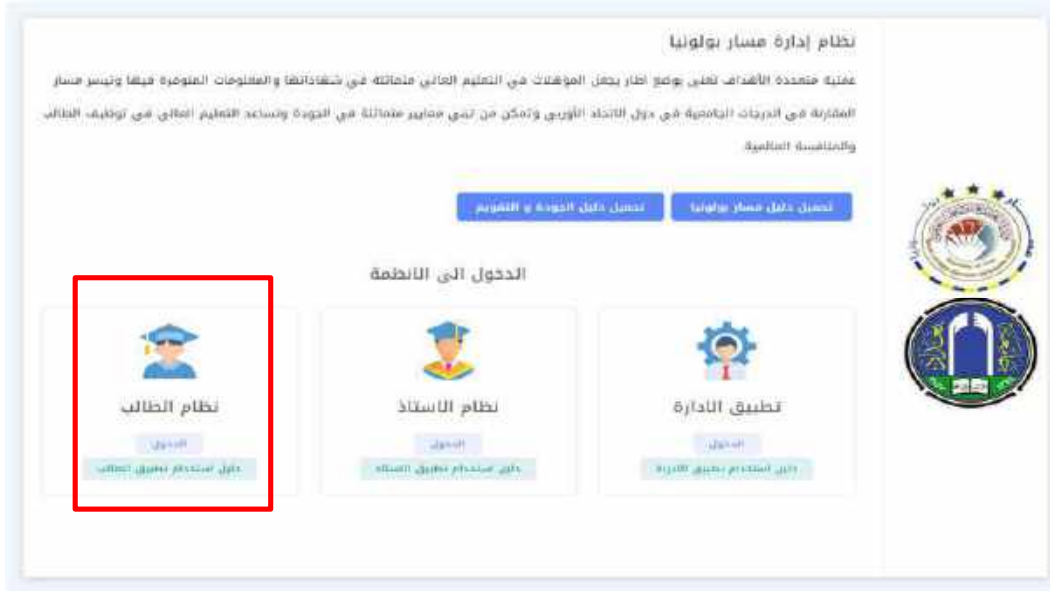 نظام إدارة مسار بولونيا
عملية متعددة الأهداف تعنى بوضع اطار يجعل المؤهلات في التعليم العالي متماثلة في شهاداتها والمعلومات المتوفرة فيها وتيسر مسار
المقارنة في الدرجات الجامعية في دول الاتحاد الأوربي وتمكن من تبني معايير متماثلة في الجودة وتساعد التعليم العالي في توظيف الطالب
والمنافسة العالمية
تحميل دليل مسار بولونيا
تحميل دليل الجودة و التقويم
الدخول الى الانظمة
تطبيق الادارة
الدخول
دليل استخدام تطبيق الادارة
نظام الاستاذ
الدخول
دليل استخدام تطبيق الاستاذ
نظام الطالب
الدخول
دليل استخدام تطبيق الطالب